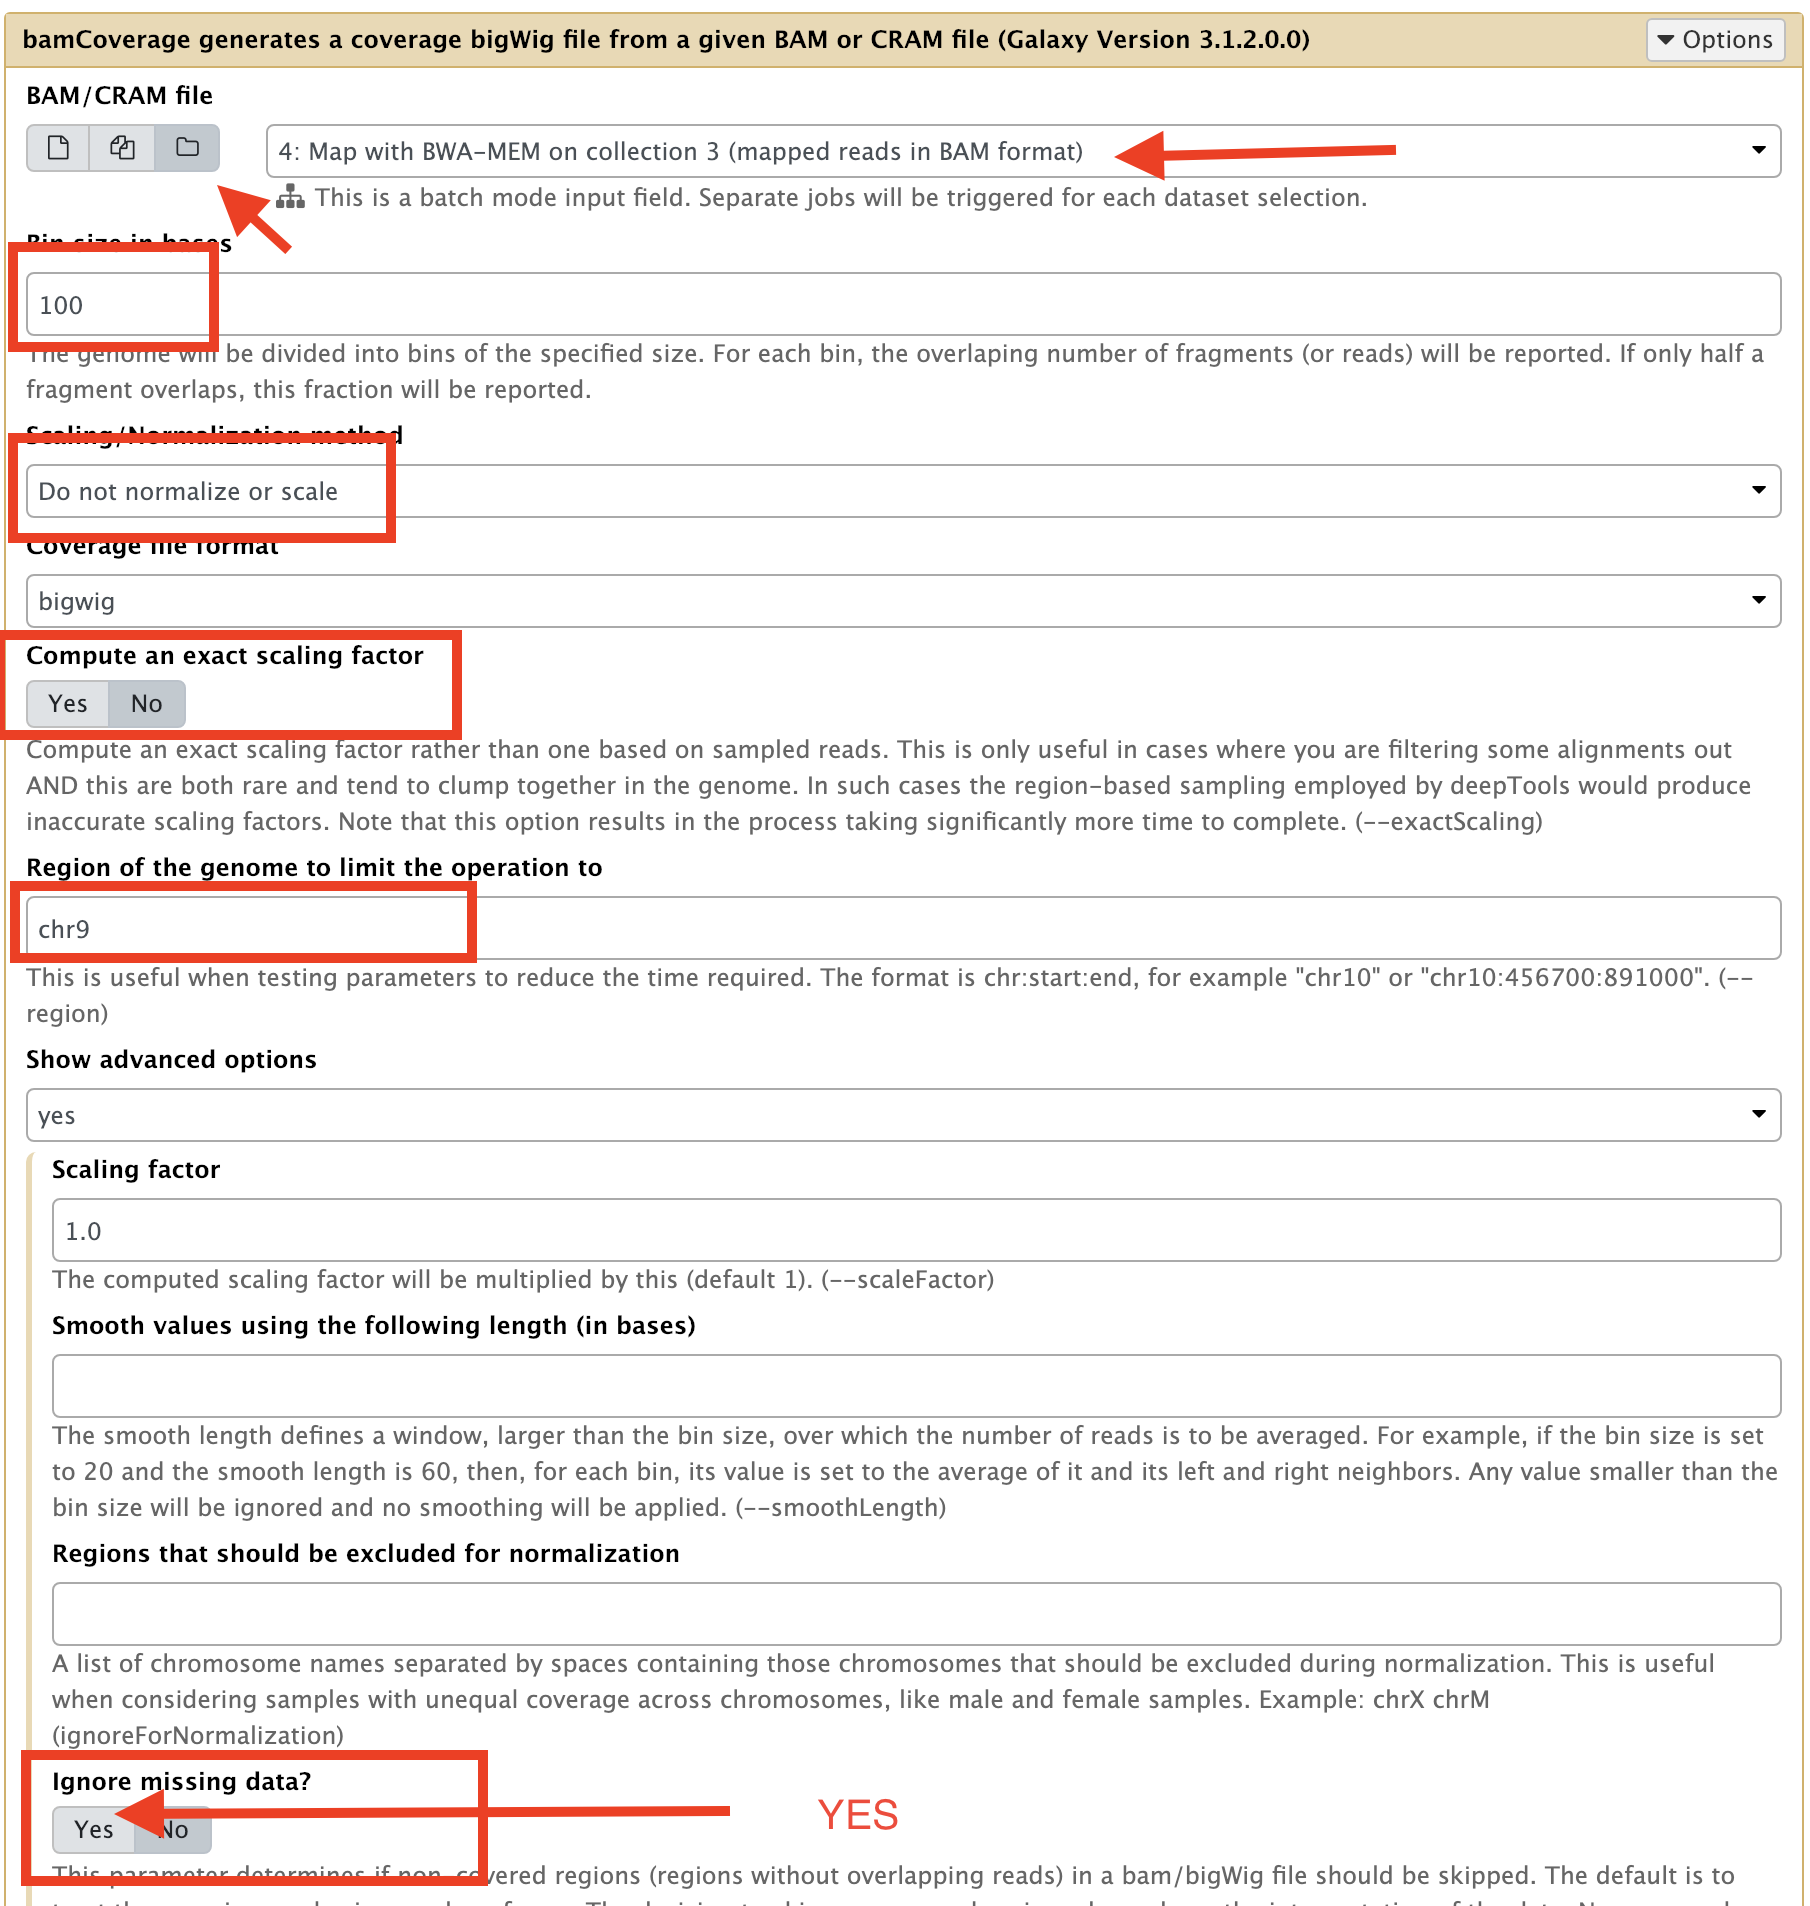 bamCoverage generates a coverage bigWig file from a given BAM or CRAM file (Galaxy Version 3.1.2.0.0)
Options
BAM/CRAM file
4: Map with BWA-MEM on collection 3 (mapped reads in BAM format)
This is a batch mode input field. Separate jobs will be triggered for each dataset selection.
Bin size in bases
100
The genome will be divided into bins of the specified size. For each bin, the overlaping number of fragments (or reads) will be reported. If only half a
fragment overlaps, this fraction will be reported.
Scaling/Normalization method
Do not normalize or scale
Coverage file format
bigwig
Compute an exact scaling factor
Yes No
Compute an exact scaling factor rather than one based on sampled reads. This is only useful in cases where you are filtering some alignments out
AND this are both rare and tend to clump together in the genome. In such cases the region-based sampling employed by deepTools would produce
inaccurate scaling factors. Note that this option results in the process taking significantly more time to complete. (--exactScaling)
Region of the genome to limit the operation to
chr9
This is useful when testing parameters to reduce the time required. The format is chr:start:end, for example "chr10" or "chr10:456700:891000". (--
region)
Show advanced options
yes
Scaling factor
1.0
The computed scaling factor will be multiplied by this (default 1). (--scaleFactor)
Smooth values using the following length (in bases)
The smooth length defines a window, larger than the bin size, over which the number of reads is to be averaged. For example, if the bin size is set
to 20 and the smooth length is 60, then, for each bin, its value is set to the average of it and its left and right neighbors. Any value smaller than the
bin size will be ignored and no smoothing will be applied. (--smoothLength)
Regions that should be excluded for normalization
A list of chromosome names separated by spaces containing those chromosomes that should be excluded during normalization. This is useful
when considering samples with unequal coverage across chromosomes, like male and female samples. Example: chrX chrM
(ignoreForNormalization)
Ignore missing data?
Yes No
YES
This parameter determines if non-covered regions (regions without overlapping reads) in a bam/bigWig file should be skipped. The default is to